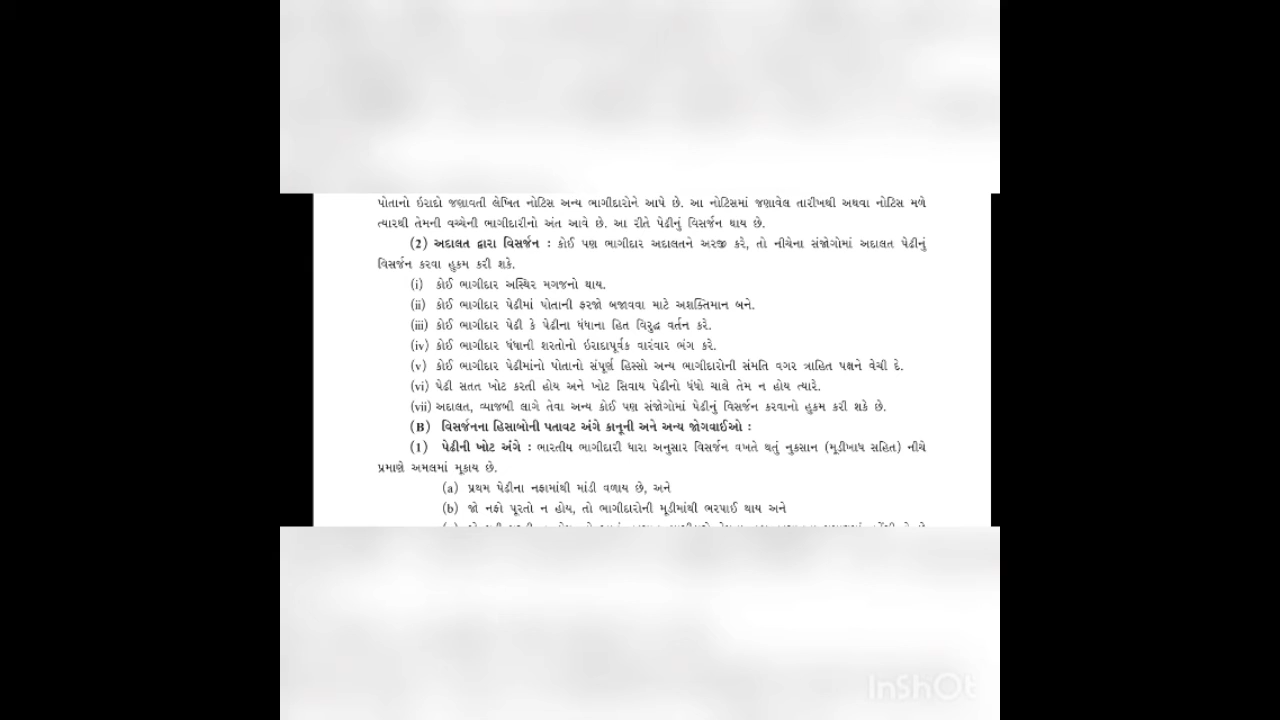 પોતાનો ઇરાદો જણાવતી લેખિત નોટિસ અન્ય ભાગીદારોને આપે છે. આ નોટિસમાં જણાવેલ તારીખથી અથવા નોટિસ મળે
ત્યારથી તેમની વચ્ચેની ભાગીદારીનો અંત આવે છે. આ રીતે પેઢીનું વિસર્જન થાય છે.
(2) અદાલત દ્વારા વિસર્જન : કોઈ પણ ભાગીદાર અદાલતને અરજી કરે, તો નીચેના સંજોગોમાં અદાલત પેઢીનું
વિસર્જન કરવા હુકમ કરી શકે.
(i) કોઈ ભાગીદાર અસ્થિર મગજનો થાય.
(ii) કોઈ ભાગીદાર પેઢીમાં પોતાની ફરજો બજાવવા માટે અશક્તિમાન બને.
(iii) કોઈ ભાગીદાર પેઢી કે પેઢીના ધંધાના હિત વિરુદ્ધ વર્તન કરે.
(iv) કોઈ ભાગીદાર ધંધાની શરતોનો ઇરાદાપૂર્વક વારંવાર ભંગ કરે.
(v) કોઈ ભાગીદાર પેઢીમાંનો પોતાનો સંપૂર્ણ હિસ્સો અન્ય ભાગીદારોની સંમતિ વગર ત્રાહિત પક્ષને વેચી દે.
(vi) પેઢી સતત ખોટ કરતી હોય અને ખોટ સિવાય પેઢીનો ધંધો ચાલે તેમ ન હોય ત્યારે.
(vii) અદાલત, વ્યાજબી લાગે તેવા અન્ય કોઈ પણ સંજોગોમાં પેઢીનું વિસર્જન કરવાનો હુકમ કરી શકે છે.
(B) વિસર્જનના હિસાબોની પતાવટ અંગે કાનૂની અને અન્ય જોગવાઈઓ :
(1) પેઢીની ખોટ અંગે : ભારતીય ભાગીદારી ધારા અનુસાર વિસર્જન વખતે થતું નુકસાન (મૂડીખાધ સહિત) નીચે
પ્રમાણે અમલમાં મૂકાય છે.
(a) પ્રથમ પેઢીના નફામાંથી માંડી વળાય છે, અને
(b) જો નફો પૂરતો ન હોય, તો ભાગીદારોની મૂડીમાંથી ભરપાઈ થાય અને
InShOt